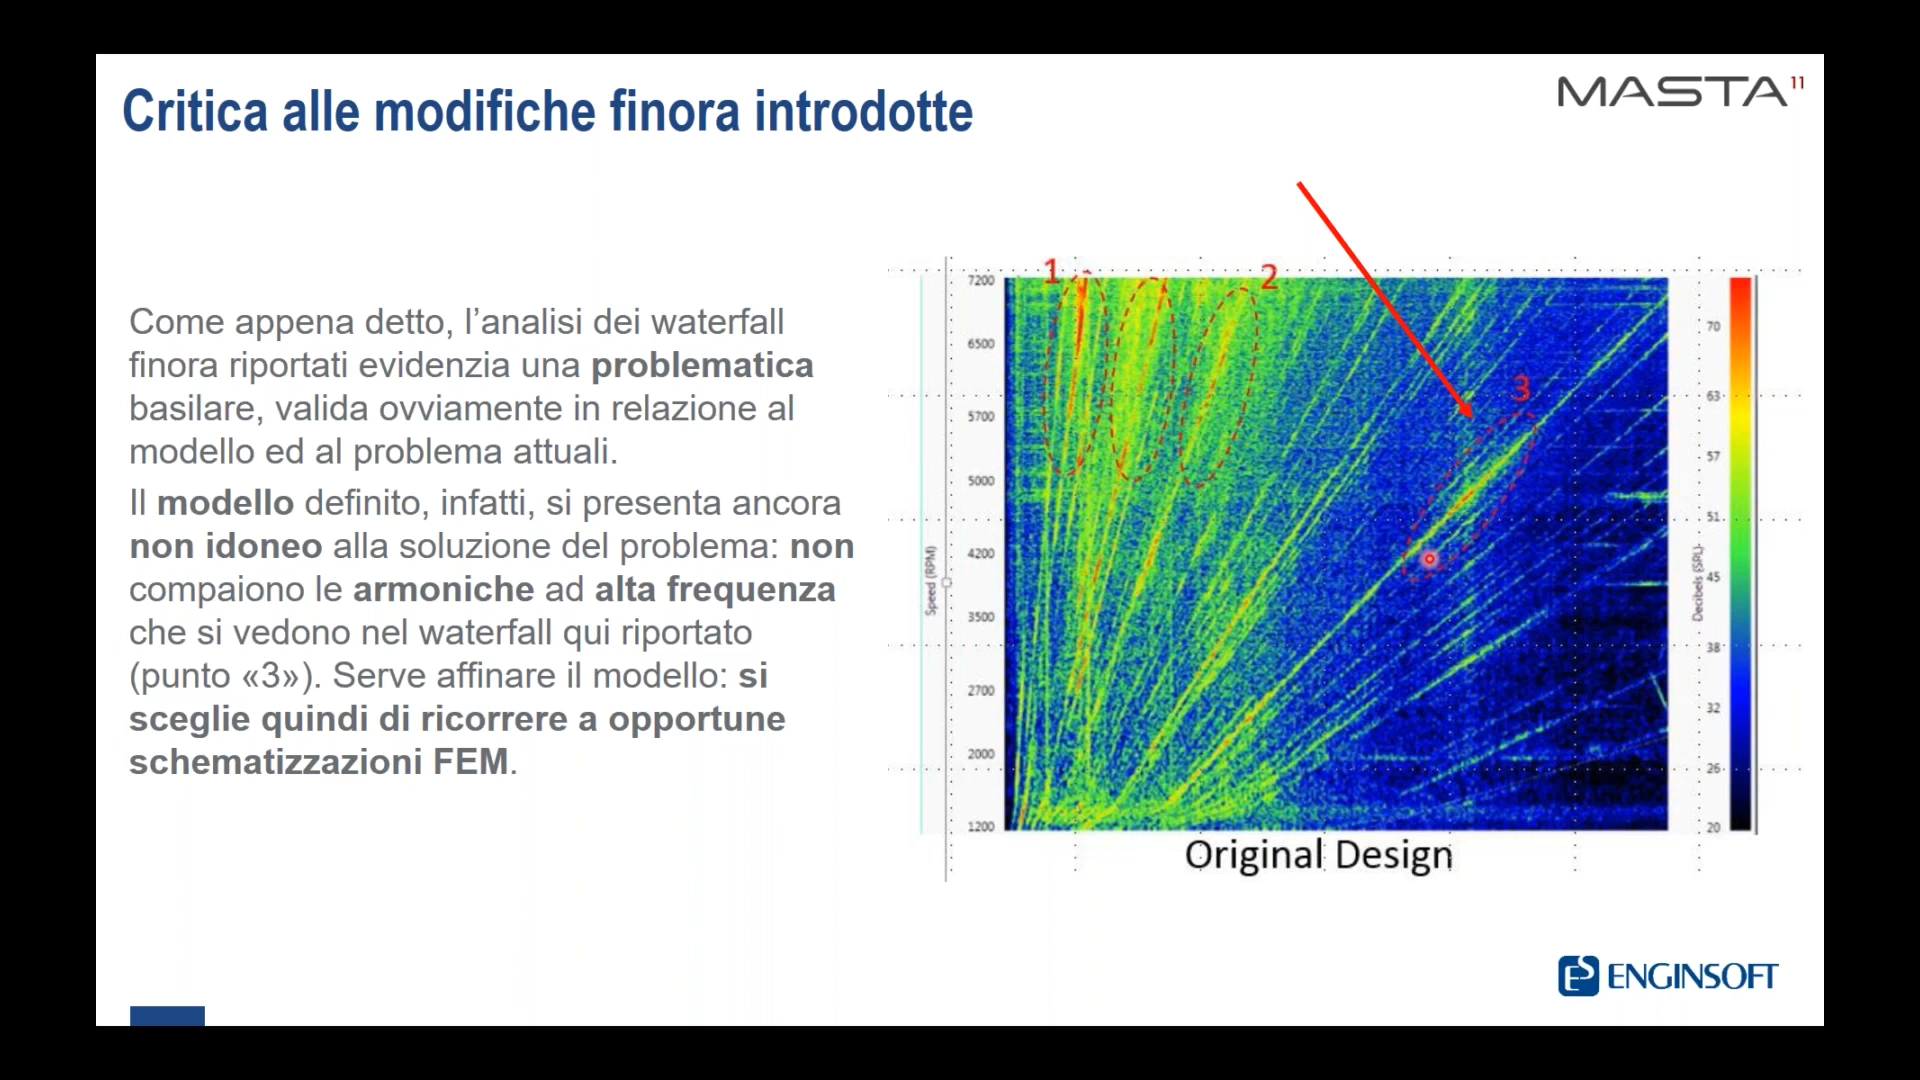 Critica alle modifiche finora introdotte
MASTA 11
Come appena detto, l’analisi dei waterfall
finora riportati evidenzia una problematica
basilare, valida ovviamente in relazione al
modello ed al problema attuali.
Il modello definito, infatti, si presenta ancora
non idoneo alla soluzione del problema: non
compaiono le armoniche ad alta frequenza
che si vedono nel waterfall qui riportato
(punto «3»). Serve affinare il modello: si
sceglie quindi di ricorrere a opportune
schematizzazioni FEM.
1
2
3
Speed (RPM)
7200
6500
5700
5000
4200
3500
2700
2000
1200
Decibels (SPL)
70
63
57
51
45
38
32
26
20
Original Design
ES ENGINSOFT